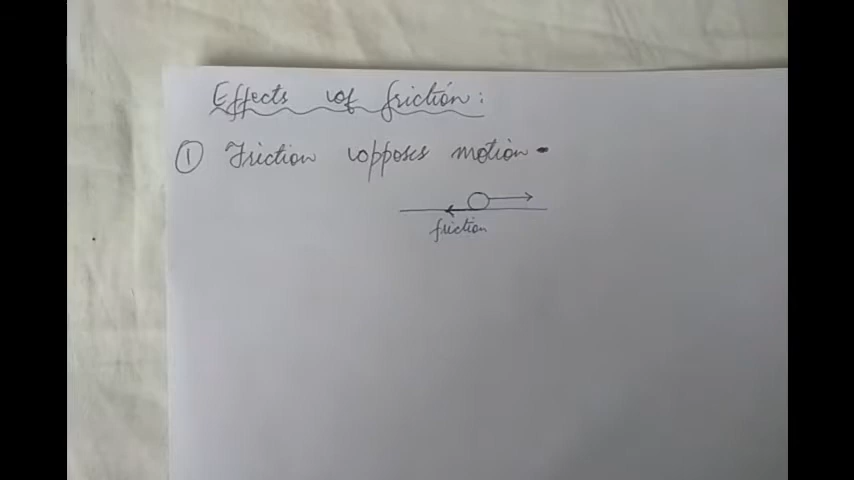 Effects of friction:
① Friction opposes motion.
friction